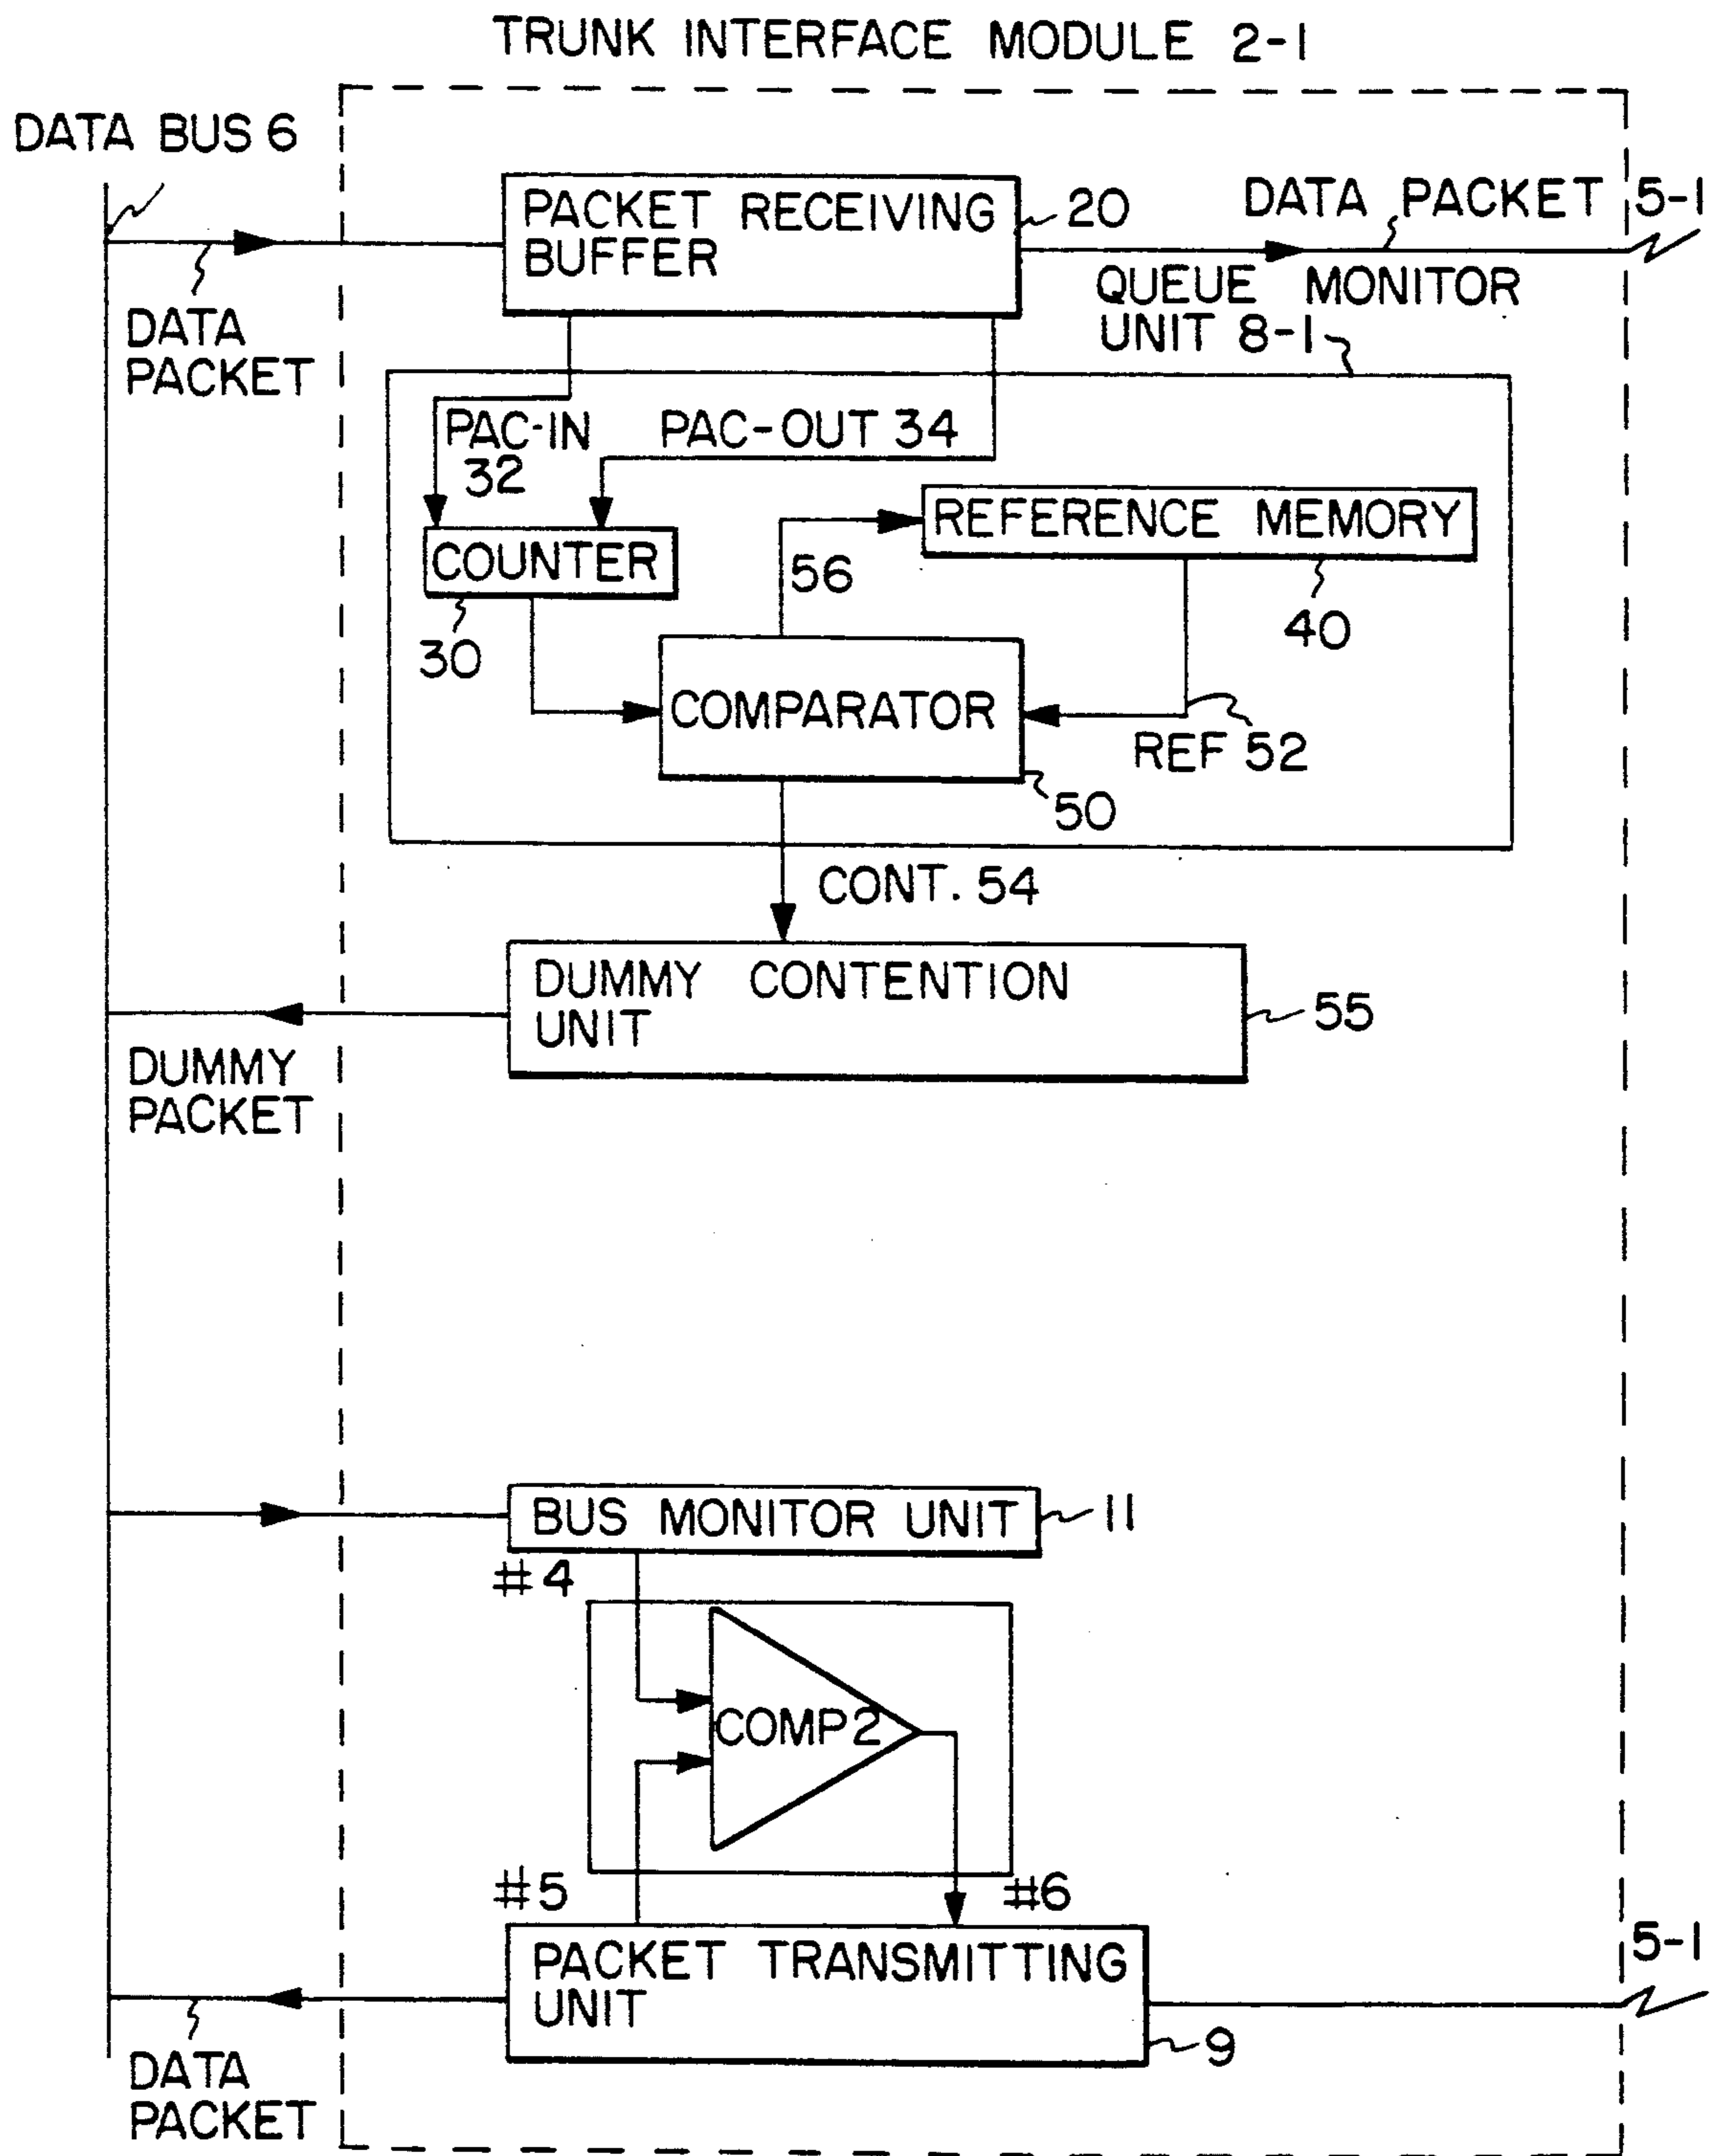 TRUNK INTERFACE MODULE 2-1
DATA BUS 6
PACKET RECEIVING
BUFFER
20
DATA PACKET
5-1
DATA
PACKET
QUEUE MONITOR
UNIT 8-1
PAC-IN
32
PAC-OUT 34
REFERENCE MEMORY
COUNTER
56
40
30
COMPARATOR
REF 52
50
CONT. 54
DUMMY CONTENTION
UNIT
55
DUMMY
PACKET
BUS MONITOR UNIT
11
#4
COMP2
#5
#6
PACKET TRANSMITTING
UNIT
5-1
9
DATA
PACKET